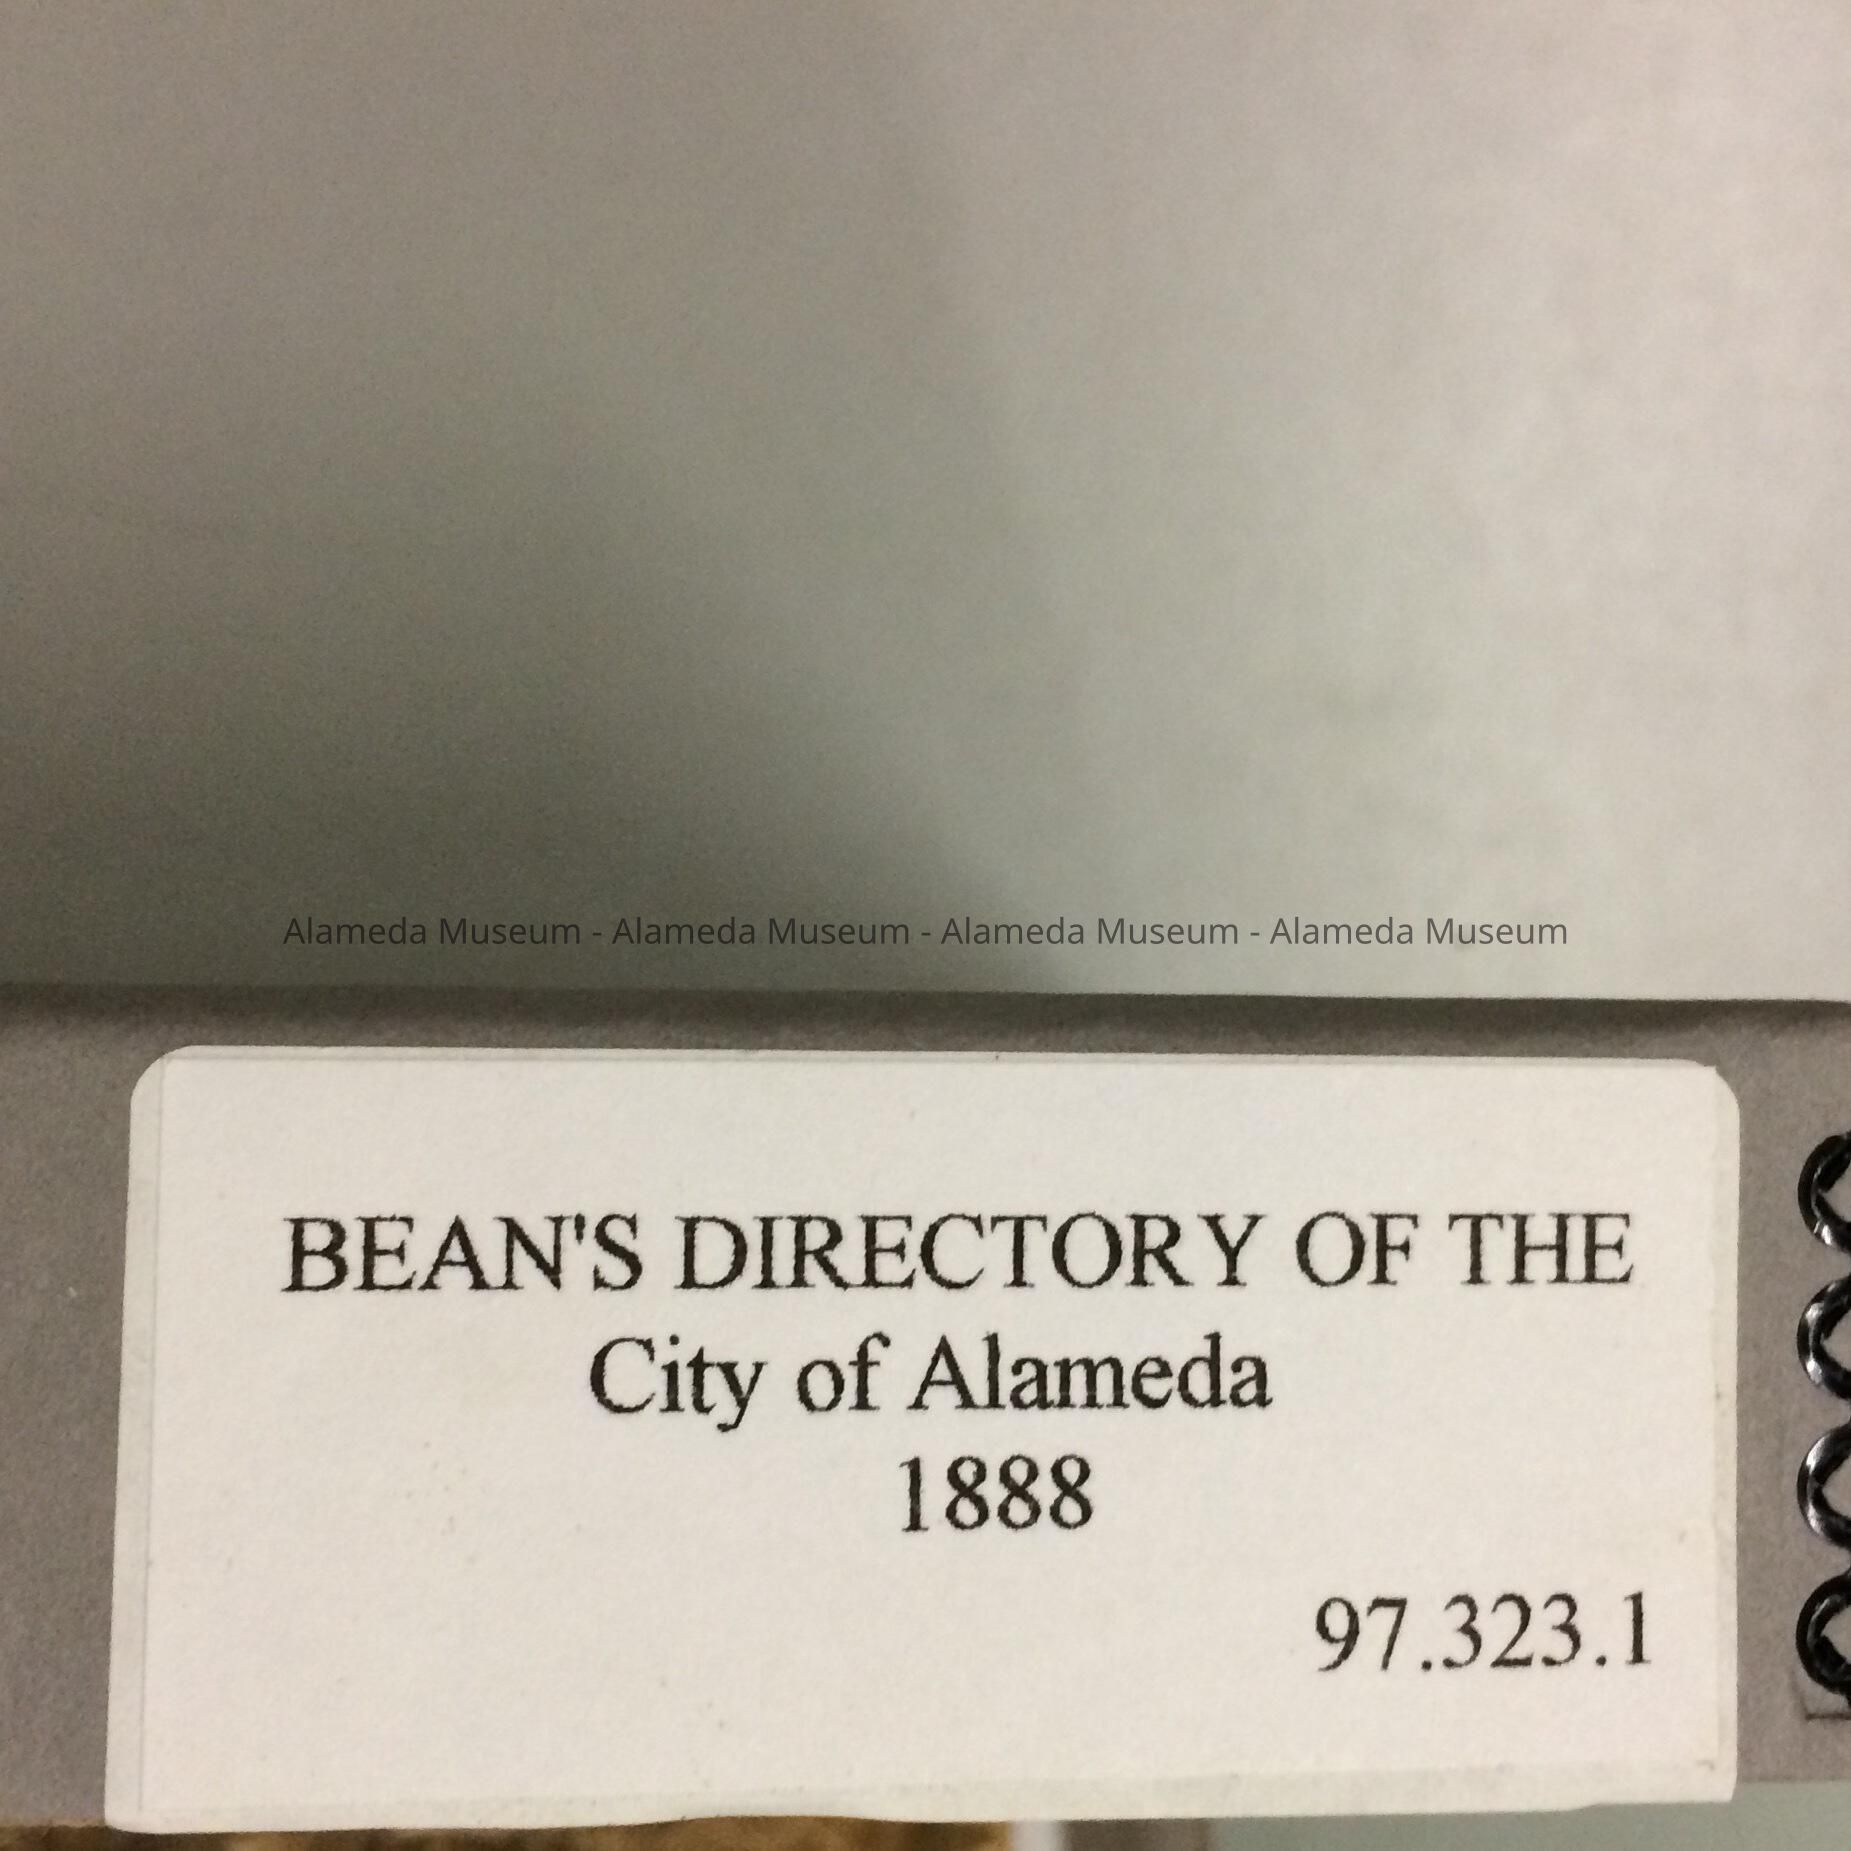 Alameda Museum - Alameda Museum - Alameda Museum - Alameda Museum
BEAN'S DIRECTORY OF THE
City of Alameda
1888
97.323.1